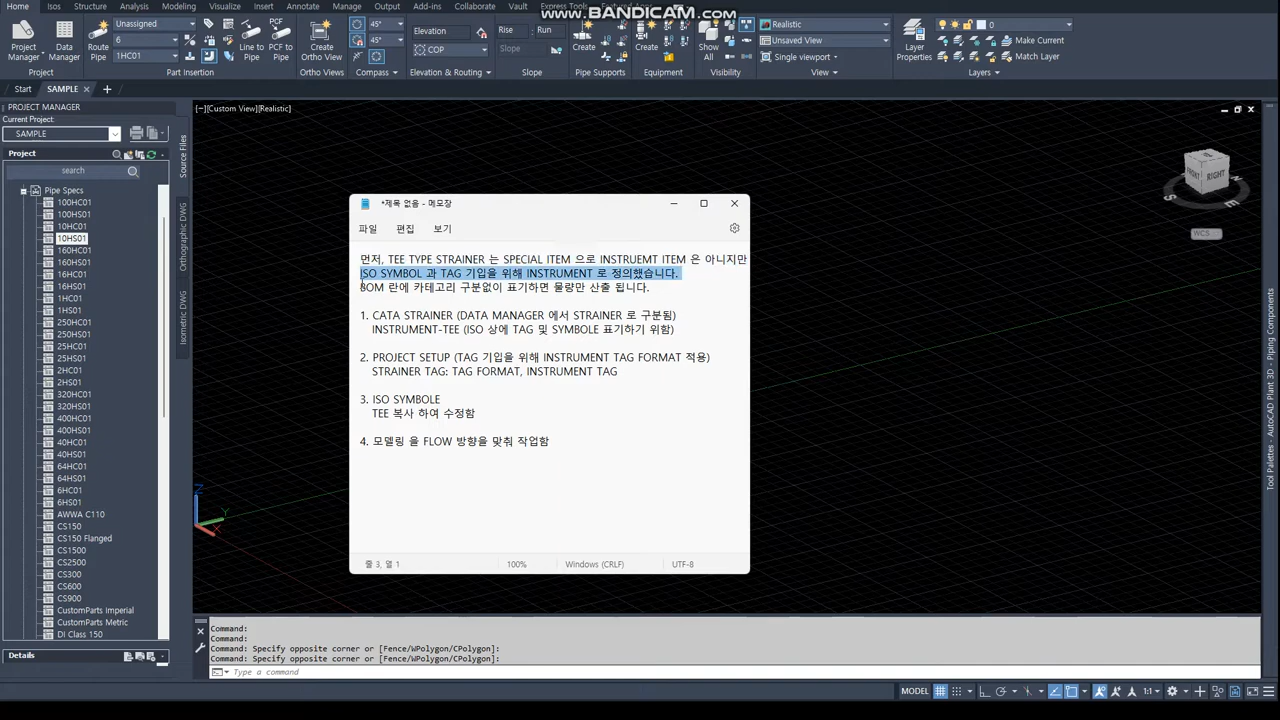 www.BANDICAM.com
Home Isos Structure Analysis Modeling Visualize Insert Annotate Manage Output Add-ins Collaborate Vault Express Tools Featured Apps
Unassigned
6
1HC01
Project Manager
Data Manager
Route Pipe
Line to Pipe
PCF to Pipe
Create Ortho View
45°
45°
Elevation
COP
Rise Run
Slope
Create
Create
Show All
Realistic
Unsaved View
Single viewport
Layer Properties
0
Make Current
Match Layer
Project Part Insertion Ortho Views Compass Elevation & Routing Slope Pipe Supports Equipment Visibility View Layers
Start SAMPLE
PROJECT MANAGER
Current Project:
SAMPLE
Project
search
Pipe Specs
100HC01
100HS01
10HC01
10HS01
160HC01
160HS01
16HC01
1HC01
1HS01
250HC01
250HS01
25HC01
25HS01
2HC01
2HS01
320HC01
320HS01
400HC01
400HS01
40HC01
40HS01
64HC01
64HS01
6HC01
6HS01
AWWA C110
CS150
CS150 Flanged
CS1500
CS2500
CS300
CS600
CS900
CustomParts Imperial
CustomParts Metric
DI Class 150
Details
Source Files
Orthographic DWG
Isometric DWG
[−][Custom View][Realistic]
RIGHT
S
WCS
Z
Y
X
*제목 없음 - 메모장
파일 편집 보기
먼저, TEE TYPE STRAINER 는 SPECIAL ITEM 으로 INSTRUEMT ITEM 은 아니지만
ISO SYMBOL 과 TAG 기입을 위해 INSTRUMENT 로 정의했습니다.
BOM 란에 카테고리 구분없이 표기하면 물량만 산출 됩니다.
1. CATA STRAINER (DATA MANAGER 에서 STRAINER 로 구분됨)
INSTRUMENT-TEE (ISO 상에 TAG 및 SYMBOLE 표기하기 위함)
2. PROJECT SETUP (TAG 기입을 위해 INSTRUMENT TAG FORMAT 적용)
STRAINER TAG: TAG FORMAT, INSTRUMENT TAG
3. ISO SYMBOLE
TEE 복사 하여 수정함
4. 모델링 을 FLOW 방향을 맞춰 작업함
줄 3, 열 1 100% Windows (CRLF) UTF-8
Command:
Command:
Command: Specify opposite corner or [Fence/WPolygon/CPolygon]:
Command: Specify opposite corner or [Fence/WPolygon/CPolygon]:
Type a command
MODEL 1:1
Tool Palettes - AutoCAD Plant 3D - Piping Components